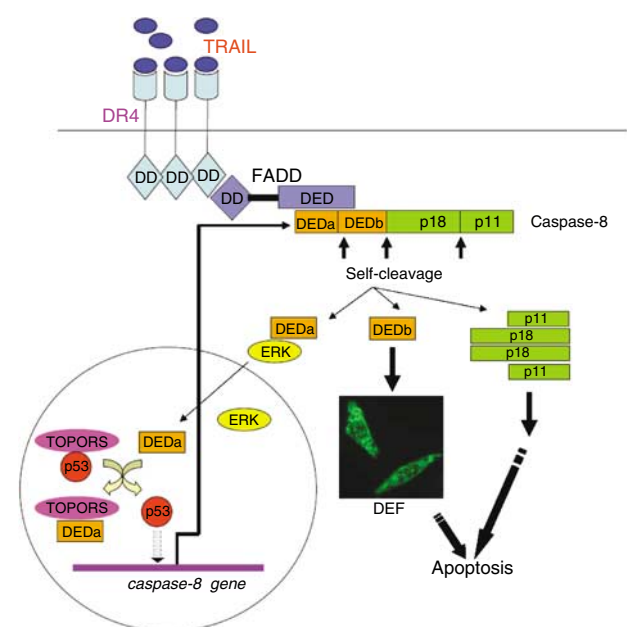 TRAIL
DR4
DD DD DD
FADD
DD DED
DEDa DEDb p18 p11 Caspase-8
Self-cleavage
DEDa DEDb
ERK
p11
p18
p18
p11
ERK
TOPORS DEDa
p53
TOPORS p53
DEDa
DEF
caspase-8 gene
Apoptosis